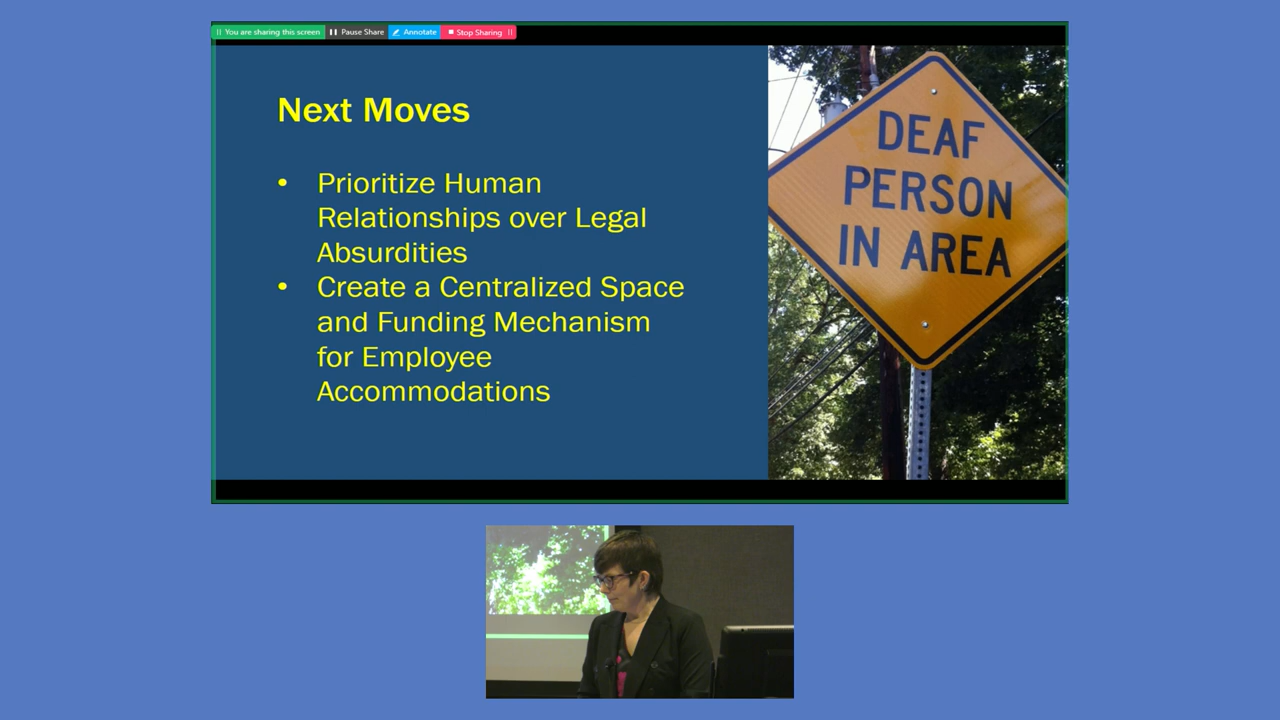 You are sharing this screen Pause Share Annotate Stop Sharing
Next Moves
• Prioritize Human
Relationships over Legal
Absurdities
• Create a Centralized Space
and Funding Mechanism
for Employee
Accommodations
DEAF
PERSON
IN AREA